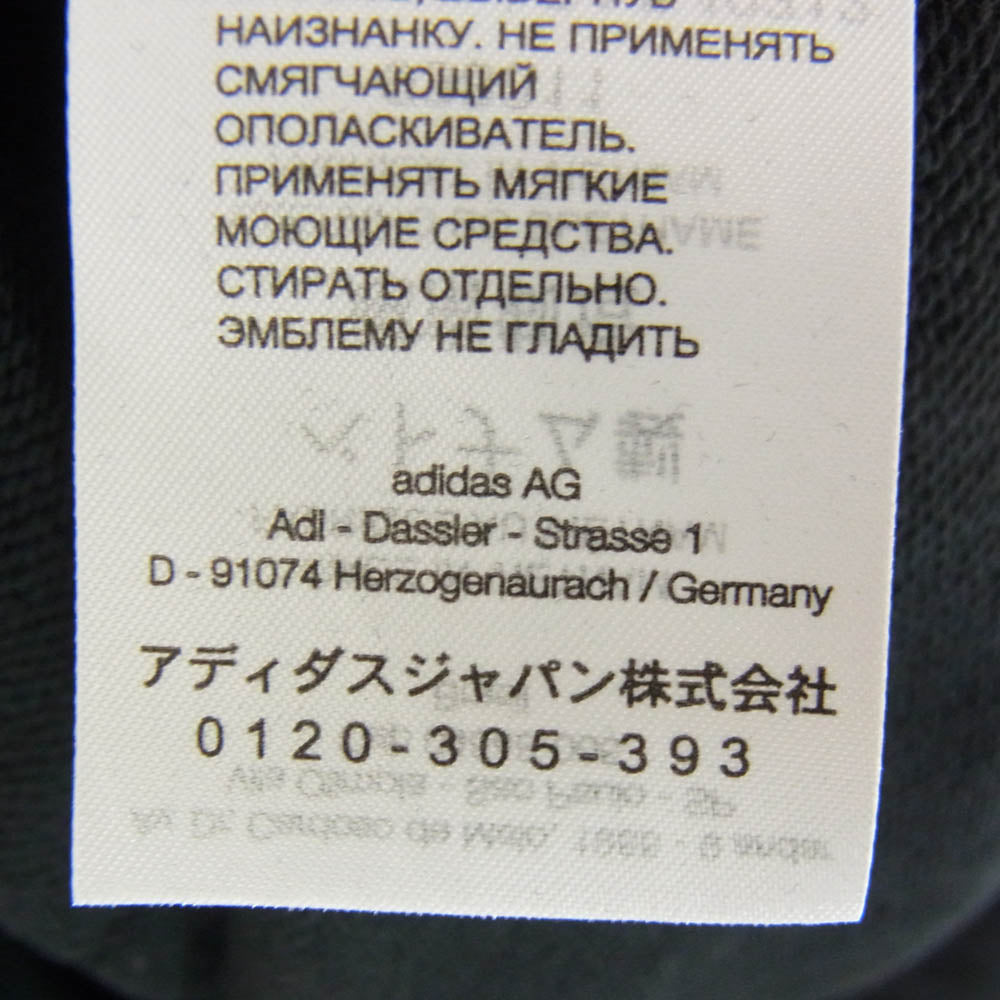 НАИЗНАНКУ. НЕ ПРИМЕНЯТЬ
СМЯГЧАЮЩИЙ
ОПОЛАСКИВАТЕЛЬ.
ПРИМЕНЯТЬ МЯГКИЕ
МОЮЩИЕ СРЕДСТВА.
СТИРАТЬ ОТДЕЛЬНО.
ЭМБЛЕМУ НЕ ГЛАДИТЬ
adidas AG
Adl - Dassler - Strasse 1
D - 91074 Herzogenaurach / Germany
アディダスジャパン株式会社
0120-305-393